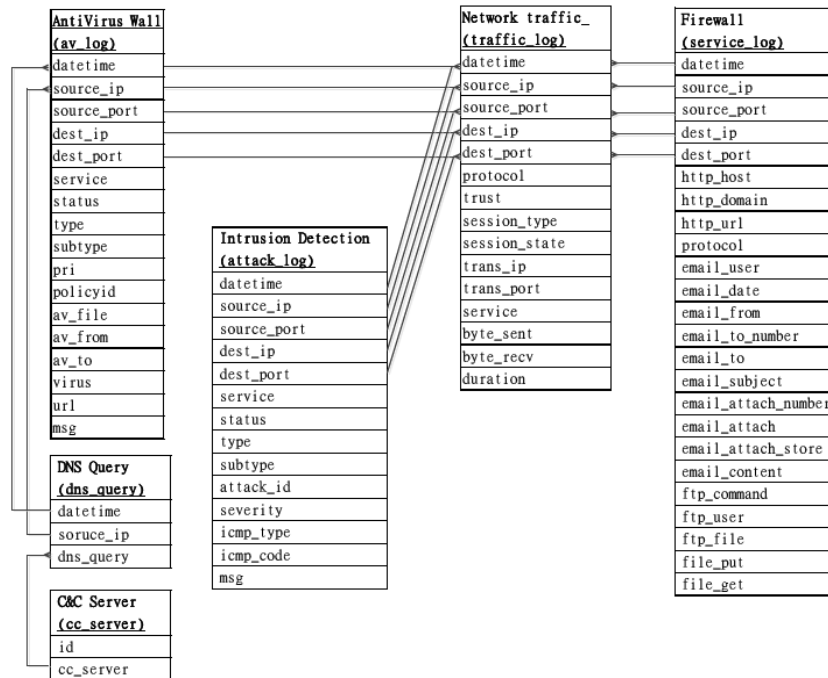 AntiVirus Wall
(av_log)
datetime
source_ip
source_port
dest_ip
dest_port
service
status
type
subtype
pri
policyid
av_file
av_from
av_to
virus
url
msg
DNS Query
(dns_query)
datetime
soruce_ip
dns_query
C&C Server
(cc_server)
id
cc_server
Intrusion Detection
(attack_log)
datetime
source_ip
source_port
dest_ip
dest_port
service
status
type
subtype
attack_id
severity
icmp_type
icmp_code
msg
Network traffic_
(traffic_log)
datetime
source_ip
source_port
dest_ip
dest_port
protocol
trust
session_type
session_state
trans_ip
trans_port
service
byte_sent
byte_recv
duration
Firewall
(service_log)
datetime
source_ip
source_port
dest_ip
dest_port
http_host
http_domain
http_url
protocol
email_user
email_date
email_from
email_to_number
email_to
email_subject
email_attach_number
email_attach
email_attach_store
email_content
ftp_command
ftp_user
ftp_file
file_put
file_get